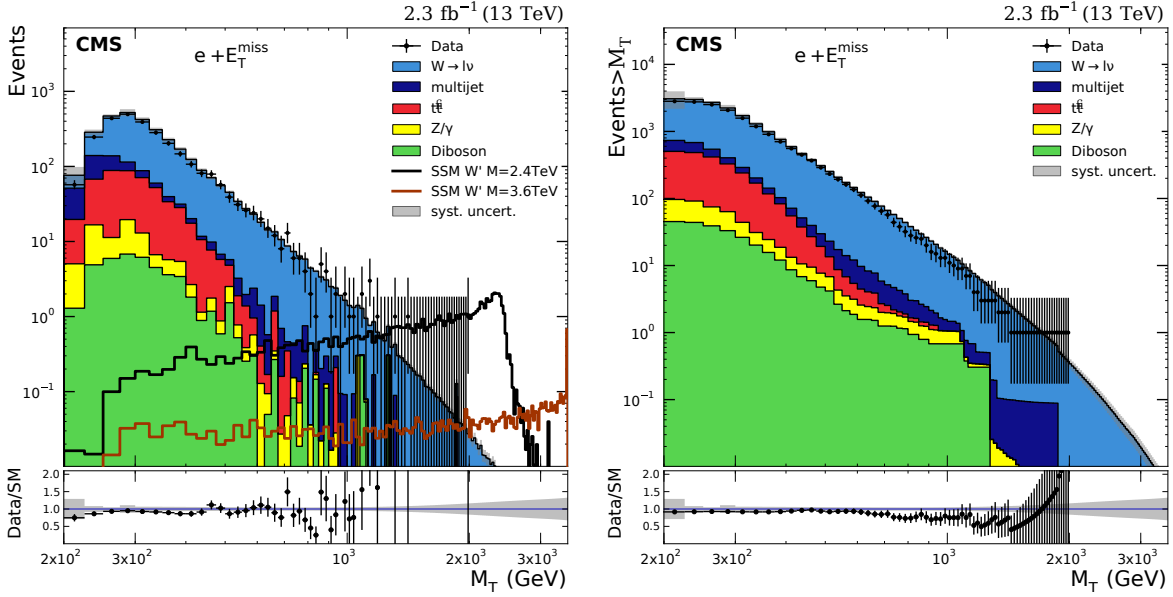 2.3 fb⁻¹ (13 TeV)
CMS
e + E_T^miss
Events
Data
W → lν
multijet
tt̄
Z/γ
Diboson
SSM W' M=2.4TeV
SSM W' M=3.6TeV
syst. uncert.
10³
10²
10¹
10⁰
10⁻¹
Data/SM
2.0
1.5
1.0
0.5
2x10² 3x10² 10³ 2x10³ 3x10³
M_T (GeV)
2.3 fb⁻¹ (13 TeV)
CMS
e + E_T^miss
Events>M_T
Data
W → lν
multijet
Z/γ
Diboson
syst. uncert.
10⁴
10³
10²
10¹
10⁰
10⁻¹
Data/SM
2.0
1.5
1.0
0.5
2x10² 3x10² 10³ 2x10³ 3x10³
M_T (GeV)